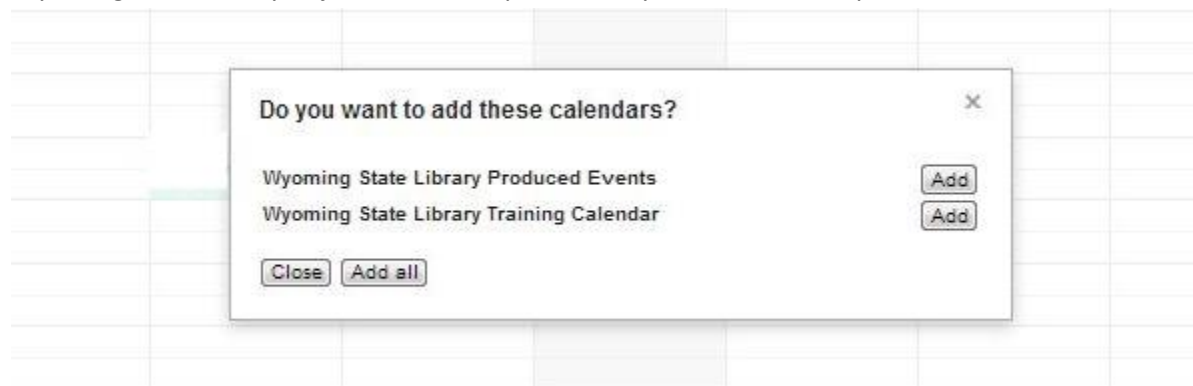 Do you want to add these calendars? ×
Wyoming State Library Produced Events Add
Wyoming State Library Training Calendar Add
Close Add all